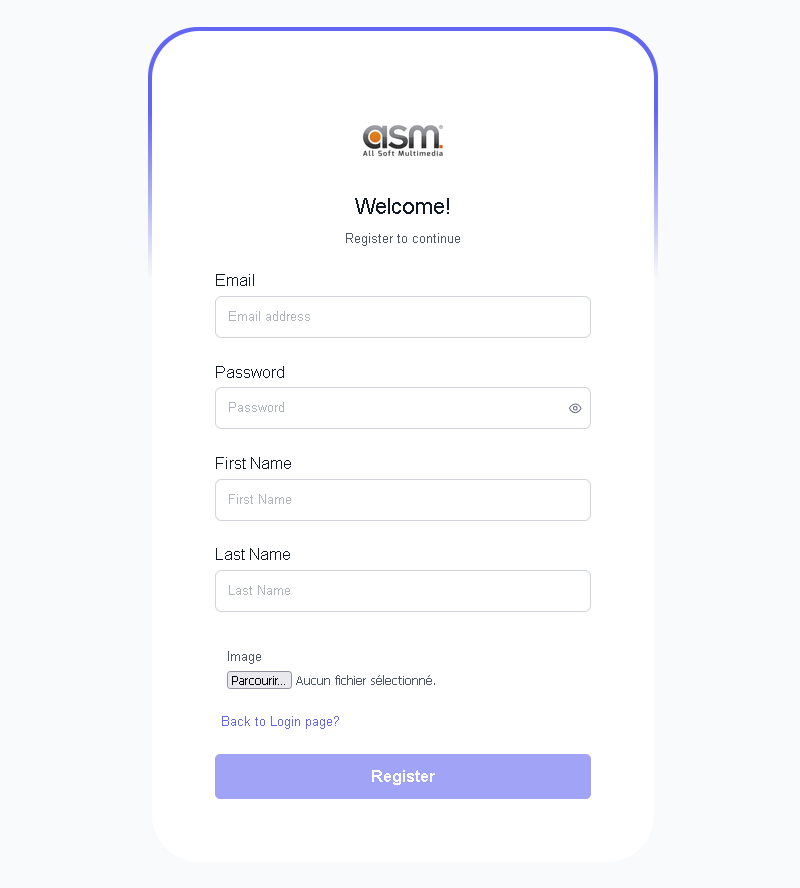 asm.
All Soft Multimedia
Welcome!
Register to continue
Email
Email address
Password
Password
First Name
First Name
Last Name
Last Name
Image
Parcourir... Aucun fichier sélectionné.
Back to Login page?
Register